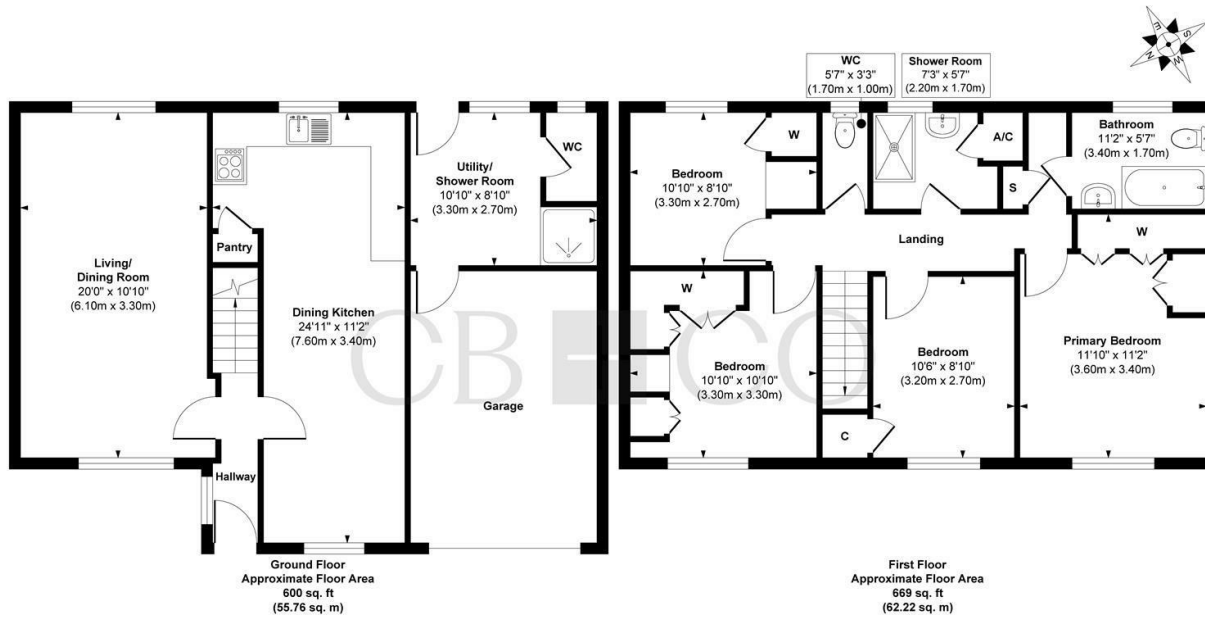 WC
5'7" x 3'3"
(1.70m x 1.00m)
Shower Room
7'3" x 5'7"
(2.20m x 1.70m)
E
S
N
W
Living/
Dining Room
20'0" x 10'10"
(6.10m x 3.30m)
Pantry
Dining Kitchen
24'11" x 11'2"
(7.60m x 3.40m)
Utility/
Shower Room
10'10" x 8'10"
(3.30m x 2.70m)
WC
Garage
Hallway
Bedroom
10'10" x 8'10"
(3.30m x 2.70m)
W
A/C
S
Bathroom
11'2" x 5'7"
(3.40m x 1.70m)
Landing
W
W
Bedroom
10'10" x 10'10"
(3.30m x 3.30m)
Bedroom
10'6" x 8'10"
(3.20m x 2.70m)
Primary Bedroom
11'10" x 11'2"
(3.60m x 3.40m)
C
CB CO
Ground Floor
Approximate Floor Area
600 sq. ft
(55.76 sq. m)
First Floor
Approximate Floor Area
669 sq. ft
(62.22 sq. m)